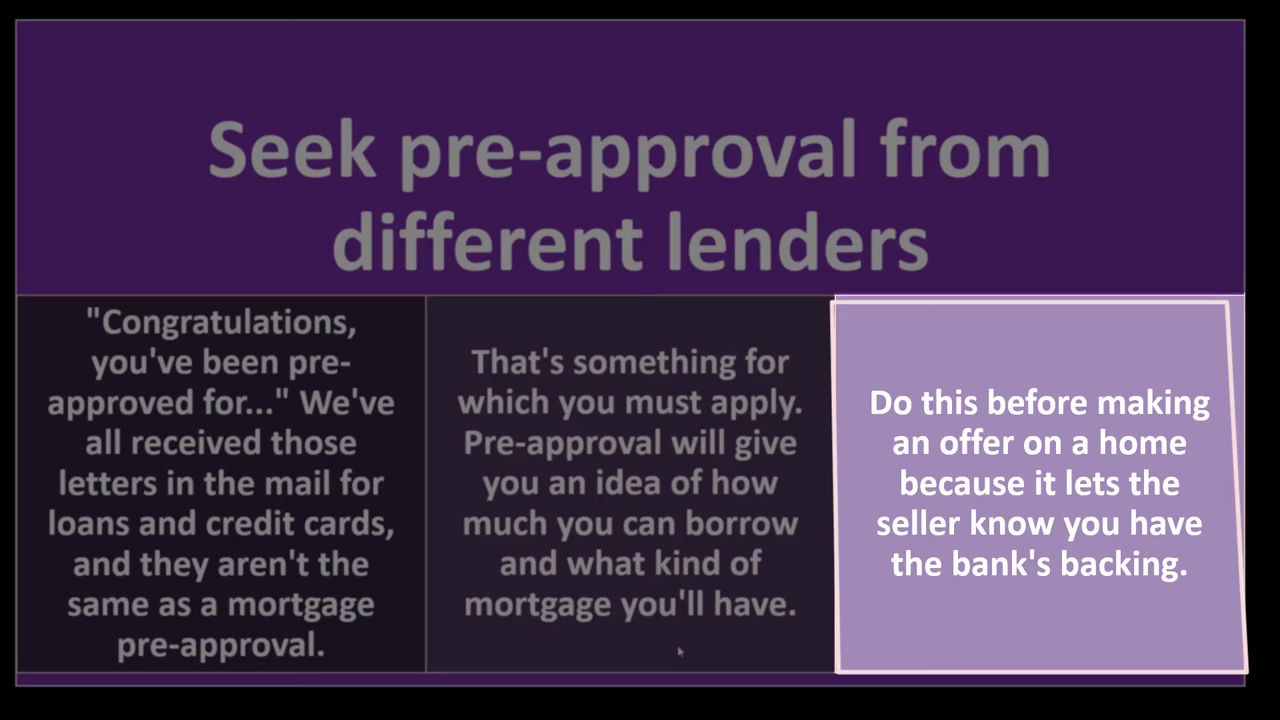 Seek pre-approval from
different lenders
"Congratulations,
you've been pre-
approved for..." We've
all received those
letters in the mail for
loans and credit cards,
and they aren't the
same as a mortgage
pre-approval.
That's something for
which you must apply.
Pre-approval will give
you an idea of how
much you can borrow
and what kind of
mortgage you'll have.
Do this before making
an offer on a home
because it lets the
seller know you have
the bank's backing.